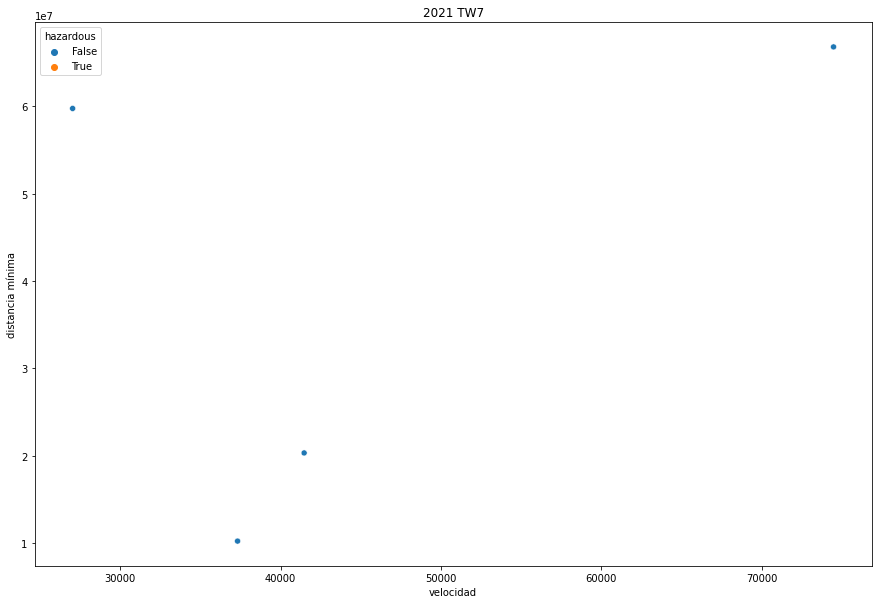 2021 TW7
1e7
hazardous
False
True
6
5
4
3
2
1
distancia mínima
30000 40000 50000 60000 70000
velocidad